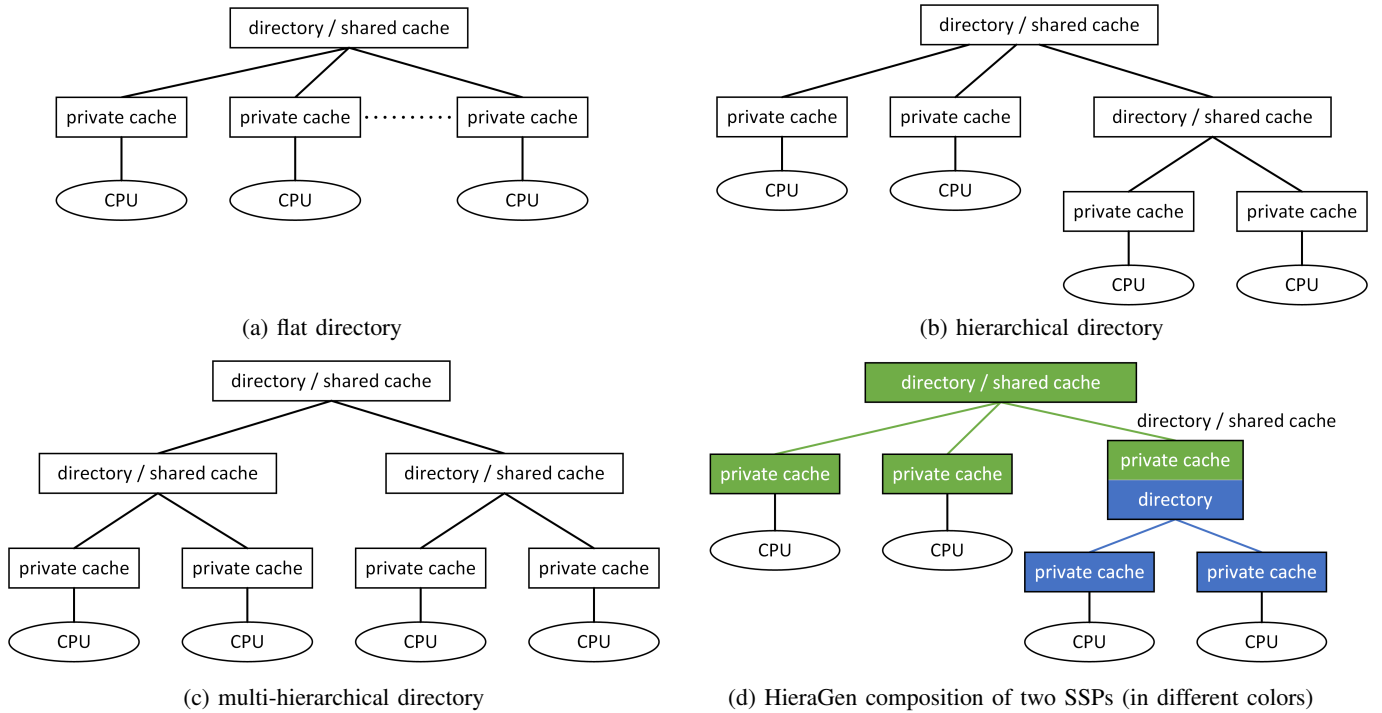 directory / shared cache
private cache
private cache
private cache
CPU
CPU
CPU
(a) flat directory
directory / shared cache
private cache
private cache
directory / shared cache
CPU
CPU
private cache
private cache
CPU
CPU
(b) hierarchical directory
directory / shared cache
directory / shared cache
directory / shared cache
private cache
private cache
private cache
private cache
CPU
CPU
CPU
CPU
(c) multi-hierarchical directory
directory / shared cache
directory / shared cache
private cache
private cache
private cache
directory
CPU
CPU
private cache
private cache
CPU
CPU
(d) HieraGen composition of two SSPs (in different colors)